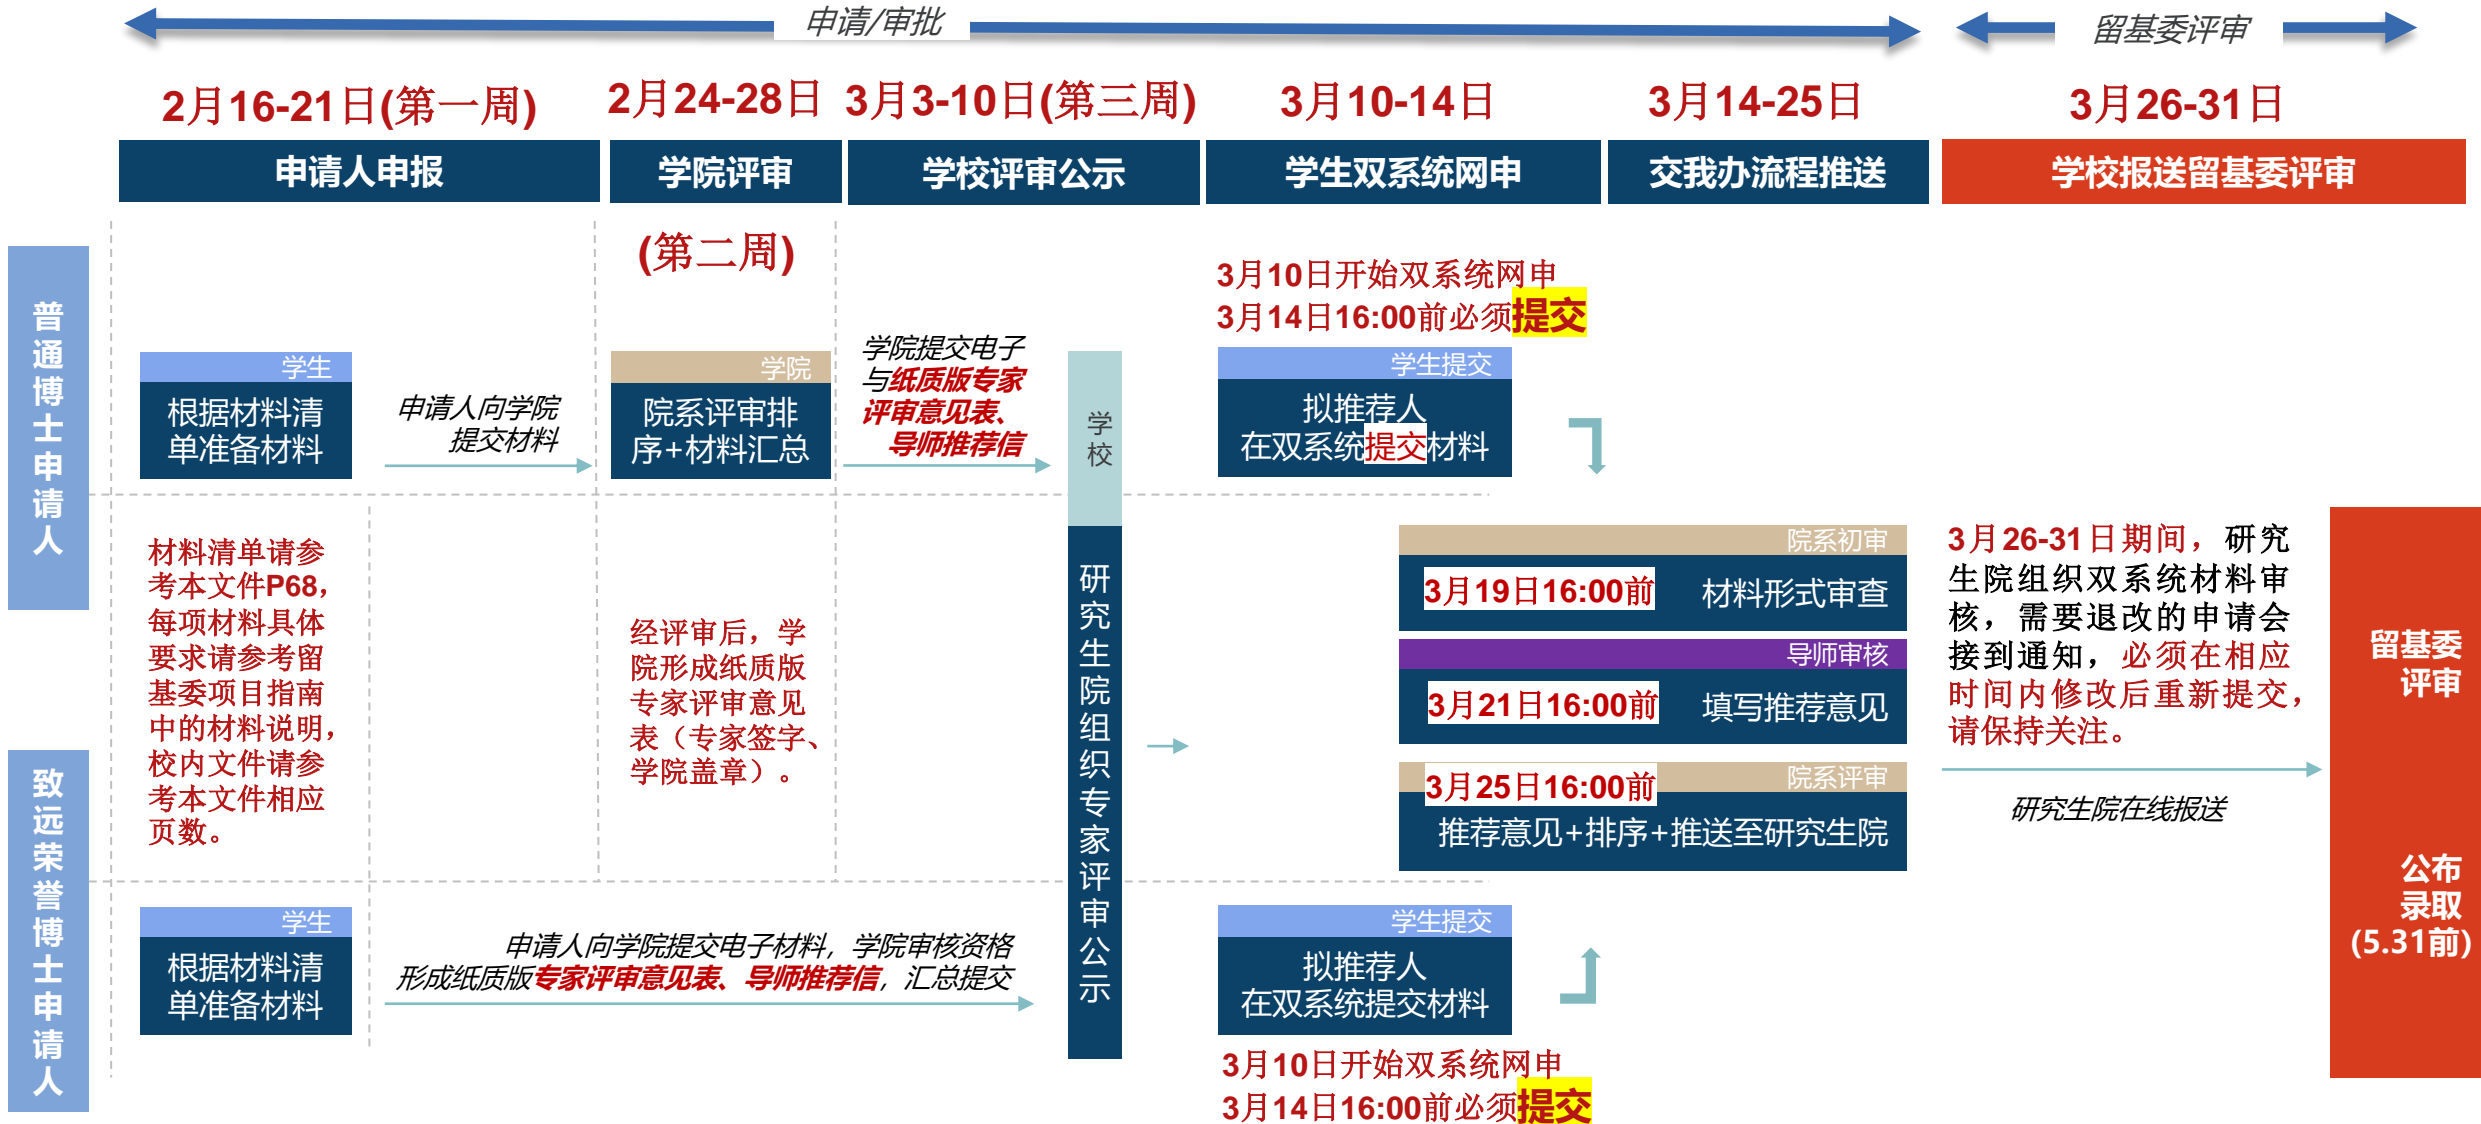 申请/审批
留基委评审
2月16-21日(第一周)
2月24-28日
3月3-10日(第三周)
3月10-14日
3月14-25日
3月26-31日
申请人申报
学院评审
学校评审公示
学生双系统网申
交我办流程推送
学校报送留基委评审
(第二周)
普通博士申请人
学生
根据材料清
单准备材料
申请人向学院
提交材料
学院
院系评审排
序+材料汇总
学院提交电子
与纸质版专家
评审意见表、
导师推荐信
学校
研究生院组织专家评审公示
3月10日开始双系统网申
3月14日16:00前必须提交
学生提交
拟推荐人
在双系统提交材料
材料清单请参
考本文件P68,
每项材料具体
要求请参考留
基委项目指南
中的材料说明，
校内文件请参
考本文件相应
页数。
经评审后，学
院形成纸质版
专家评审意见
表（专家签字、
学院盖章）。
院系初审
3月19日16:00前
材料形式审查
导师审核
3月21日16:00前
填写推荐意见
院系评审
3月25日16:00前
推荐意见+排序+推送至研究生院
3月26-31日期间，研究
生院组织双系统材料审
核，需要退改的申请会
接到通知，必须在相应
时间内修改后重新提交，
请保持关注。
研究生院在线报送
留基委
评审
公布
录取
(5.31前)
致远荣誉博士申请人
学生
根据材料清
单准备材料
申请人向学院提交电子材料，学院审核资格
形成纸质版专家评审意见表、导师推荐信，汇总提交
学生提交
拟推荐人
在双系统提交材料
3月10日开始双系统网申
3月14日16:00前必须提交